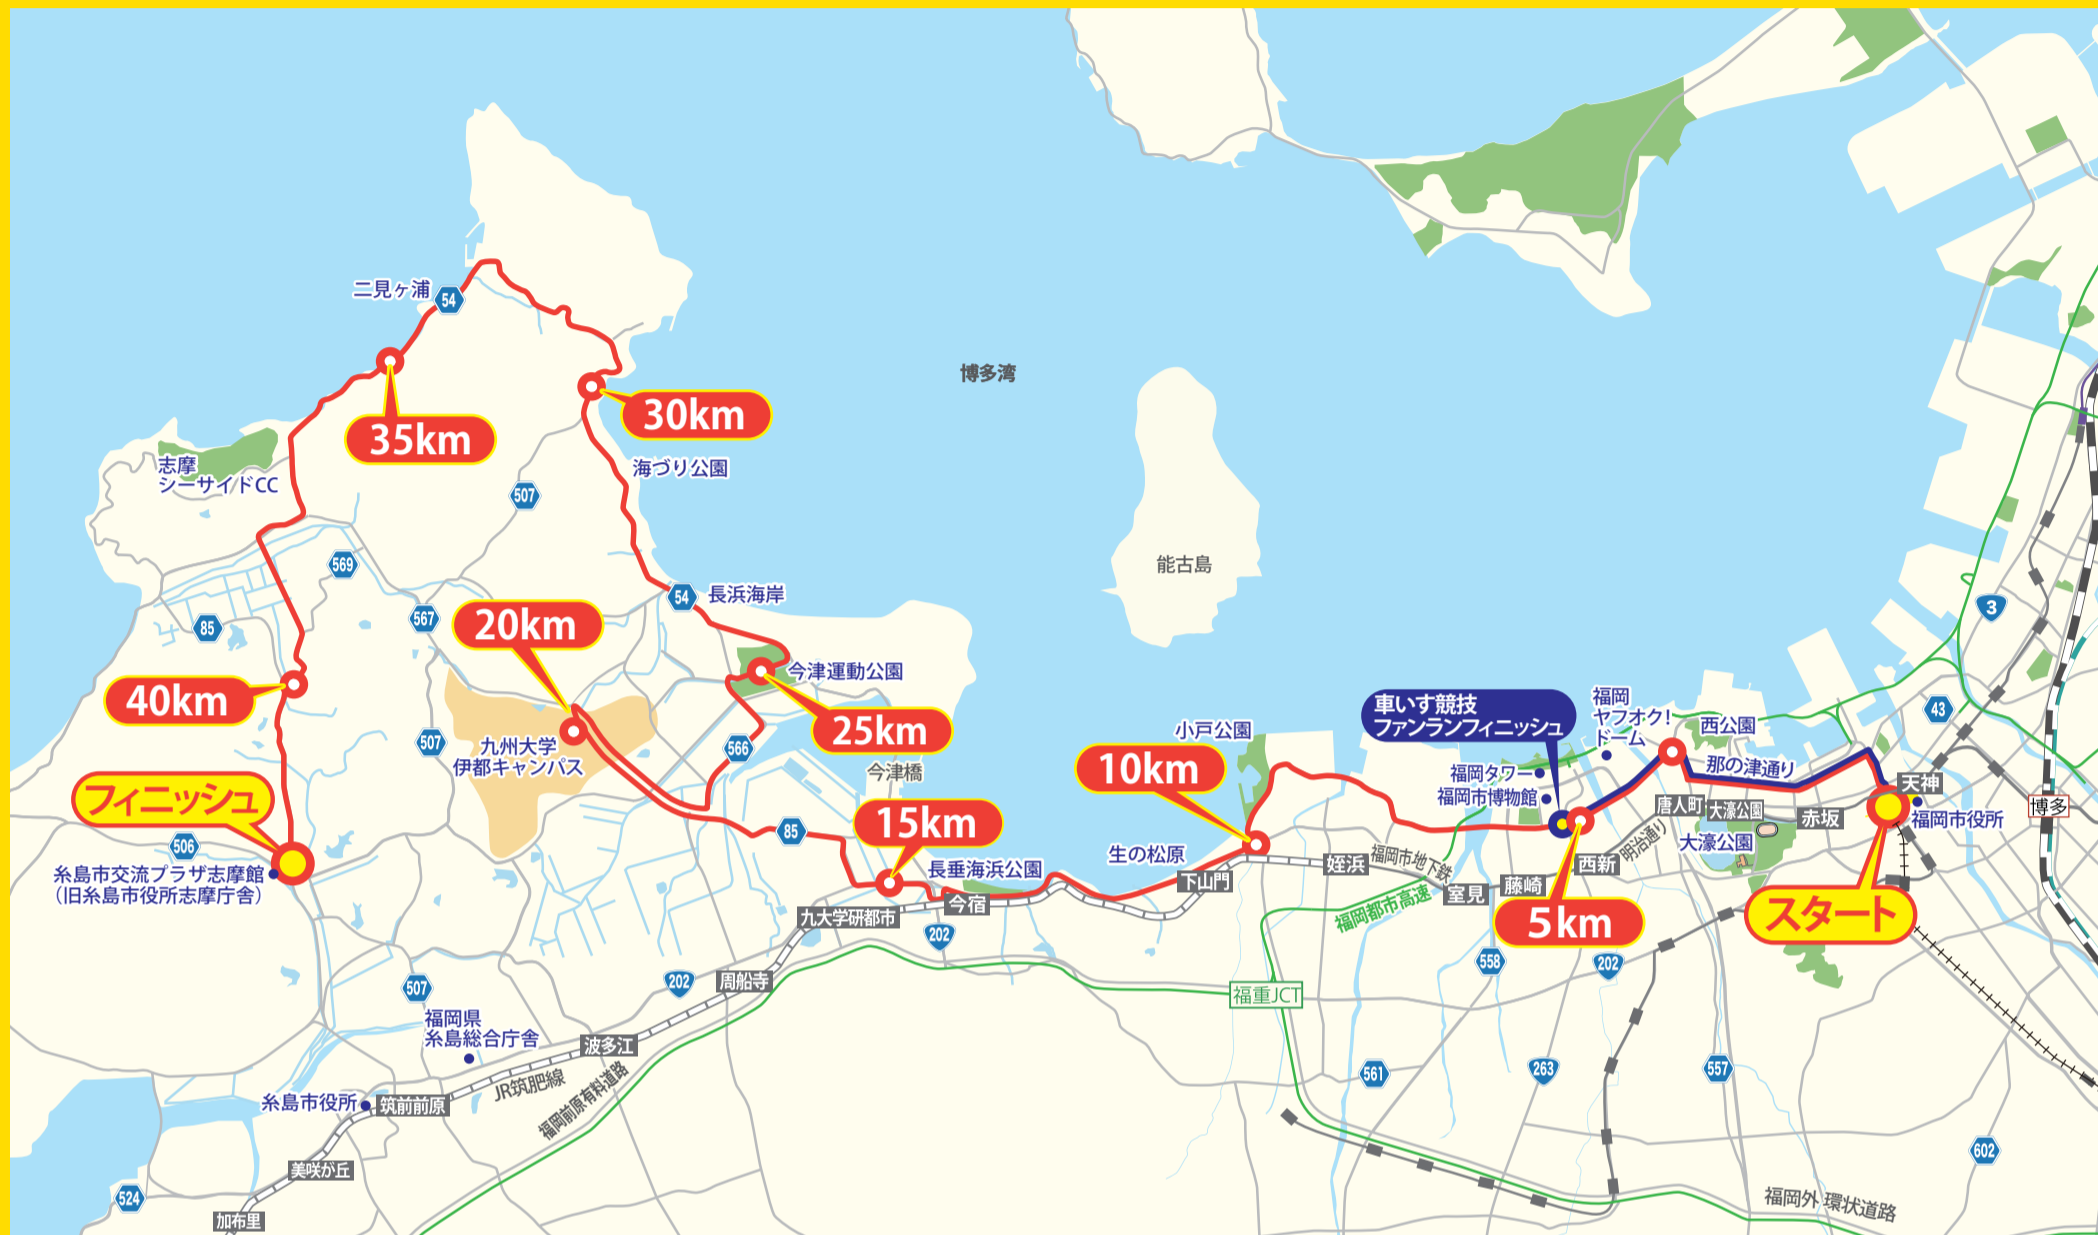 二見ヶ浦
54
35km
30km
博多湾
志摩
シーサイドCC
海づり公園
507
569
能古島
54
長浜海岸
567
85
20km
3
今津運動公園
40km
25km
車いす競技
ファンランフィニッシュ
福岡
ヤフオク!
ドーム
西公園
43
小戸公園
507
九州大学
伊都キャンパス
566
今津橋
10km
福岡タワー
福岡市博物館
那の津通り
天神
唐人町
大濠公園
赤坂
博多
福岡市役所
フィニッシュ
506
85
15km
生の松原
姪浜
福岡市地下鉄
西新
明治通り
大濠公園
糸島市交流プラザ志摩館
(旧糸島市役所志摩庁舎)
長垂海浜公園
下山門
室見
藤崎
福岡都市高速
5km
スタート
九大学研都市
今宿
202
558
202
周船寺
202
福重JCT
507
福岡県
糸島総合庁舎
波多江
JR筑肥線
福岡前原有料道路
561
263
557
糸島市役所
筑前前原
602
美咲が丘
524
加布里
福岡外環状道路